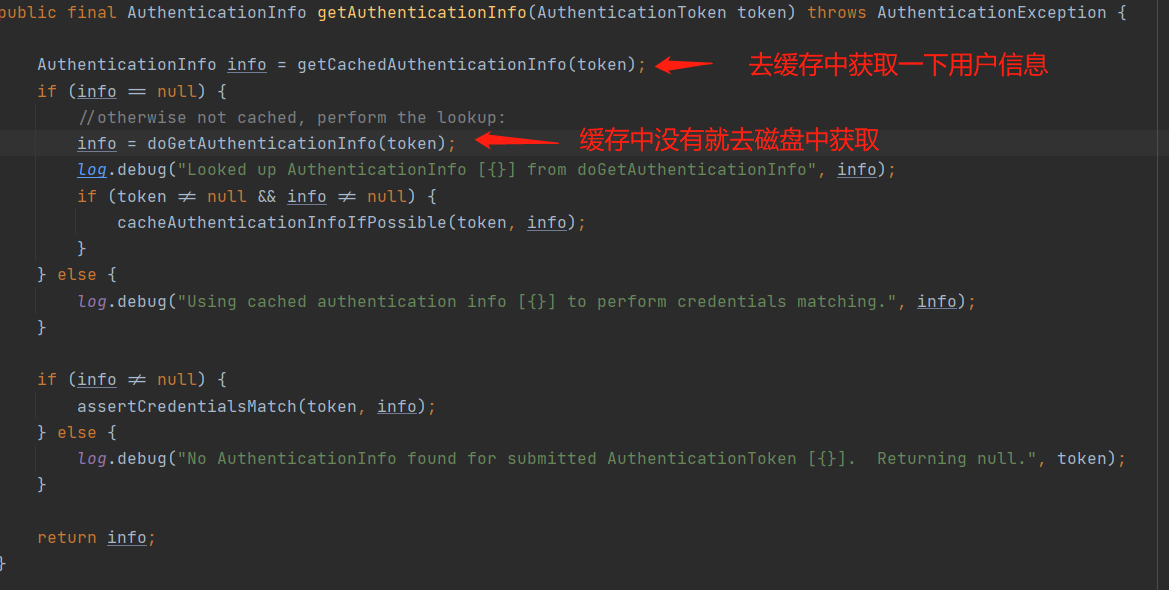 public final AuthenticationInfo getAuthenticationInfo(AuthenticationToken token) throws AuthenticationException {
AuthenticationInfo info = getCachedAuthenticationInfo(token); 去缓存中获取一下用户信息
if (info == null) {
//otherwise not cached, perform the lookup:
info = doGetAuthenticationInfo(token); 缓存中没有就去磁盘中获取
log.debug("Looked up AuthenticationInfo [{}] from doGetAuthenticationInfo", info);
if (token != null && info != null) {
cacheAuthenticationInfoIfPossible(token, info);
}
} else {
log.debug("Using cached authentication info [{}] to perform credentials matching.", info);
}
if (info != null) {
assertCredentialsMatch(token, info);
} else {
log.debug("No AuthenticationInfo found for submitted AuthenticationToken [{}].  Returning null.", token);
}
return info;
}